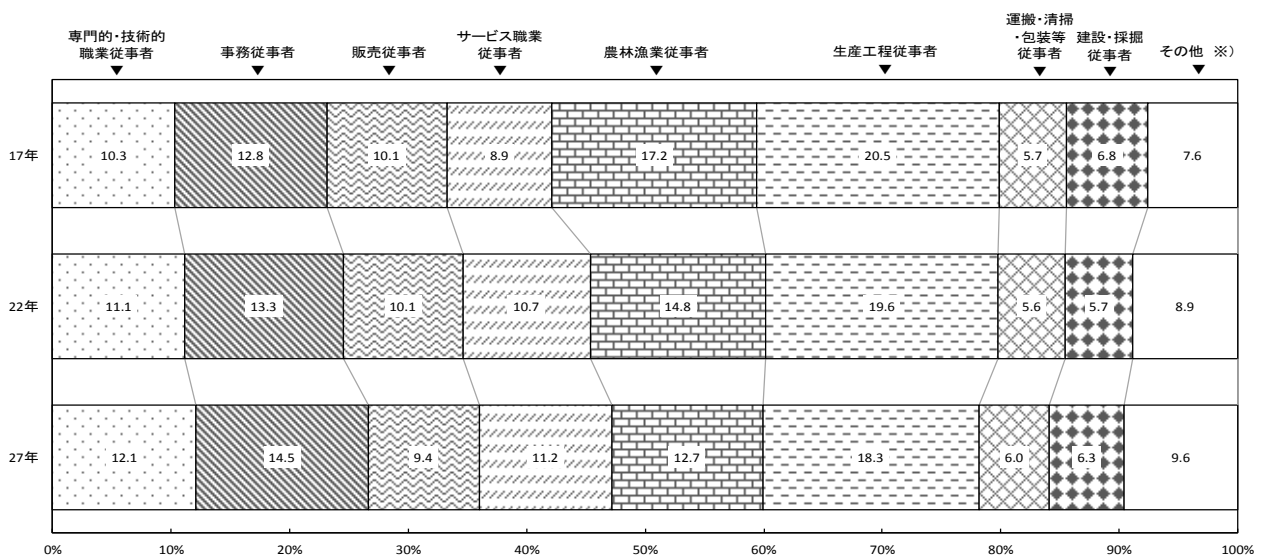 専門的・技術的
職業従事者
事務従事者
販売従事者
サービス職業
従事者
農林漁業従事者
生産工程従事者
運搬・清掃
・包装等
従事者
建設・採掘
従事者
その他 ※)
17年
10.3
12.8
10.1
8.9
17.2
20.5
5.7
6.8
7.6
22年
11.1
13.3
10.1
10.7
14.8
19.6
5.6
5.7
8.9
27年
12.1
14.5
9.4
11.2
12.7
18.3
6.0
6.3
9.6
0%
10%
20%
30%
40%
50%
60%
70%
80%
90%
100%